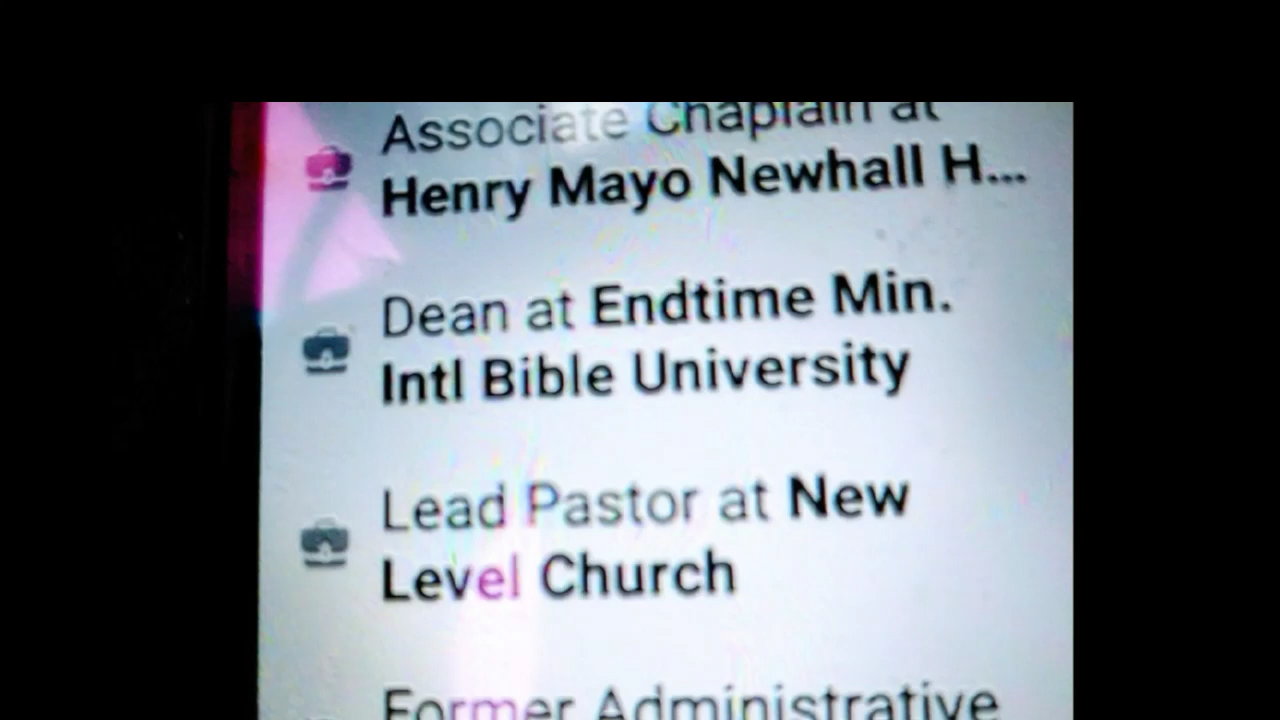 Associate Chaplain at
Henry Mayo Newhall H...
Dean at Endtime Min.
Intl Bible University
Lead Pastor at New
Level Church
Former Administrative